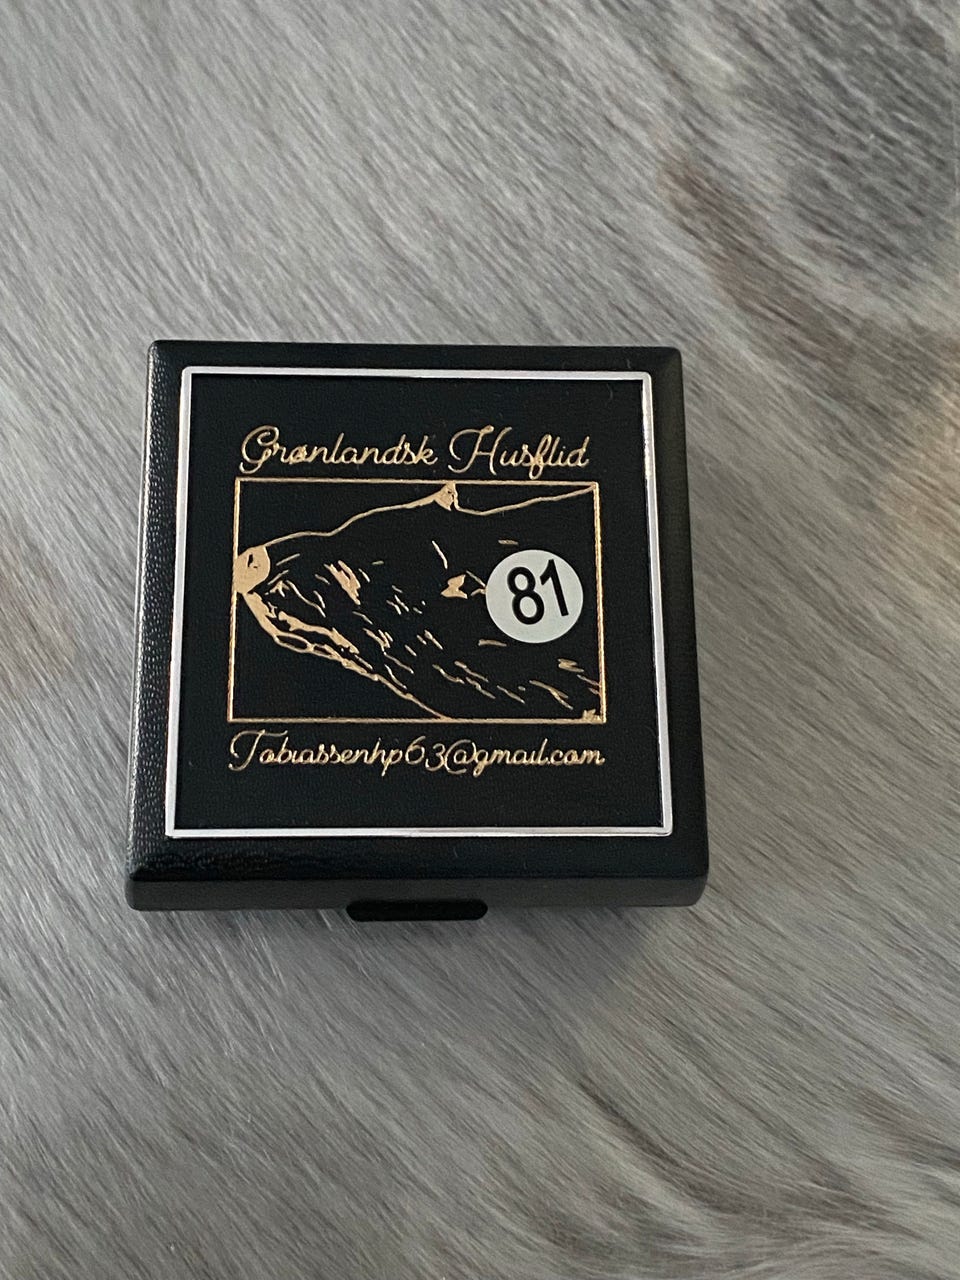 Grønlandsk Husflid
81
Tobiassenhp63@gmail.com